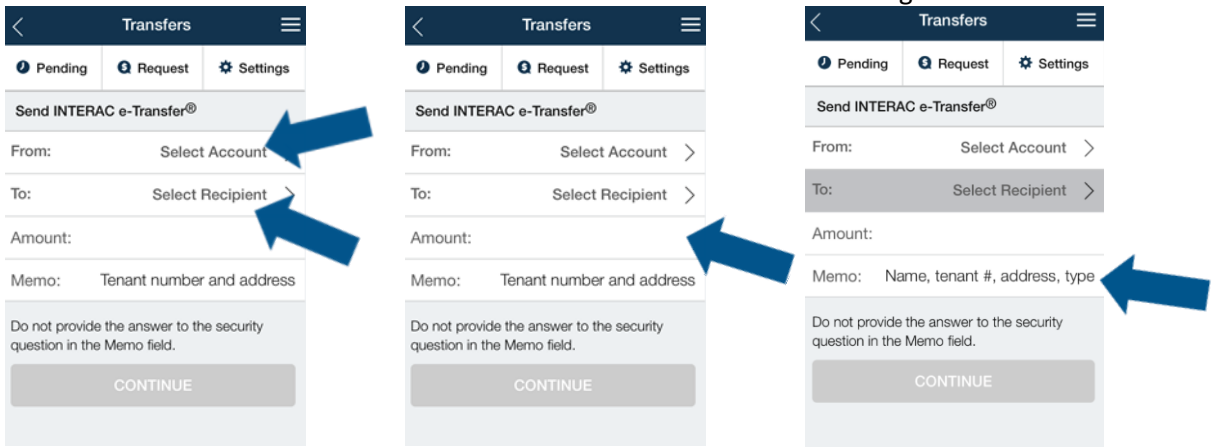 Transfers
Pending Request Settings
Send INTERAC e-Transfer®
From: Select Account
To: Select Recipient
Amount:
Memo: Tenant number and address
Do not provide the answer to the security
question in the Memo field.
CONTINUE
Transfers
Pending Request Settings
Send INTERAC e-Transfer®
From: Select Account
To: Select Recipient
Amount:
Memo: Tenant number and address
Do not provide the answer to the security
question in the Memo field.
CONTINUE
Transfers
Pending Request Settings
Send INTERAC e-Transfer®
From: Select Account
To: Select Recipient
Amount:
Memo: Name, tenant #, address, type
Do not provide the answer to the security
question in the Memo field.
CONTINUE